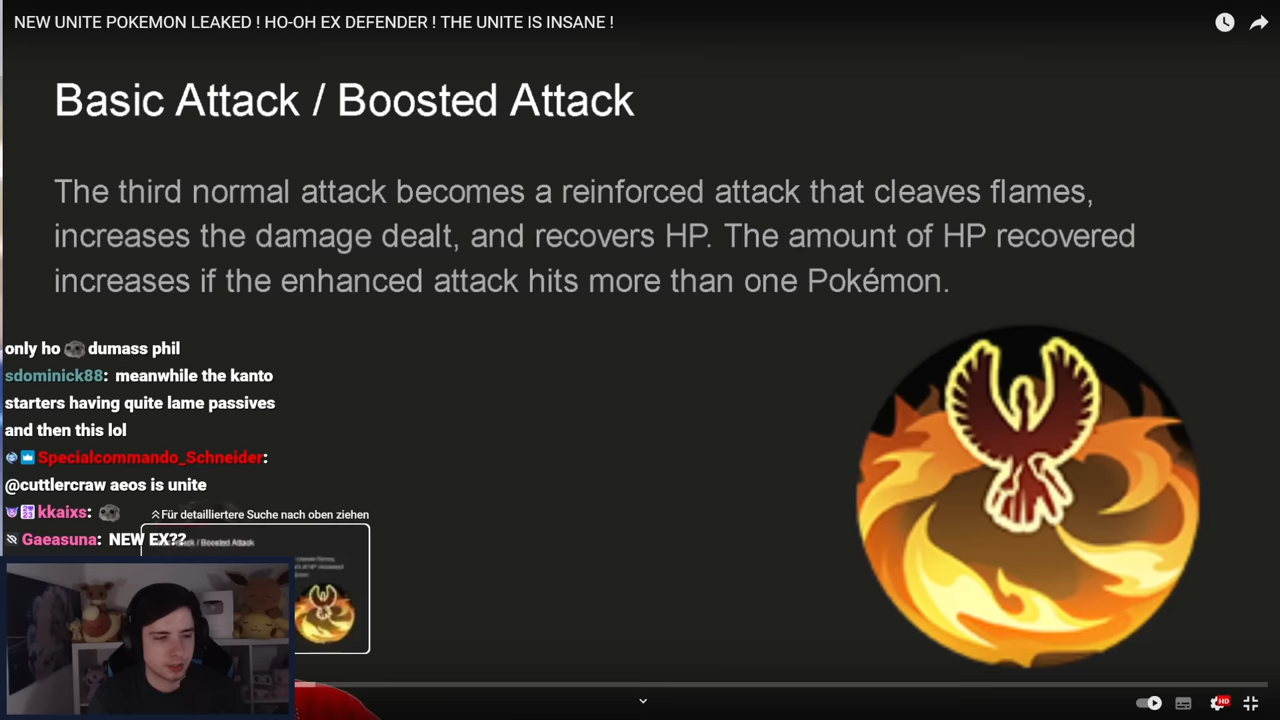 NEW UNITE POKEMON LEAKED ! HO-OH EX DEFENDER ! THE UNITE IS INSANE !
Basic Attack / Boosted Attack
The third normal attack becomes a reinforced attack that cleaves flames,
increases the damage dealt, and recovers HP. The amount of HP recovered
increases if the enhanced attack hits more than one Pokémon.
only ho dumass phil
sdominick88: meanwhile the kanto
starters having quite lame passives
and then this lol
Specialcommando_Schneider:
@cuttlercraw aeos is unite
kkaixs:
Für detailliertere Suche nach oben ziehen
Gaeasuna: NEW EX??
Attack / Boosted Attack
HD